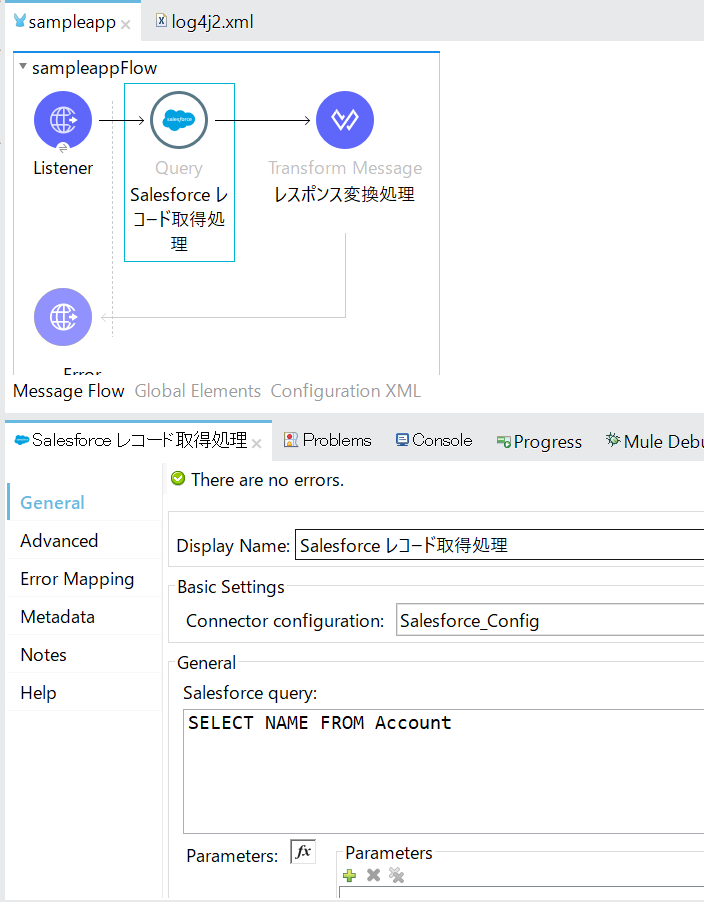 sampleapp
log4j2.xml
sampleappFlow
salesforce
Listener
Query
Transform Message
Salesforce レ
コード取得処
理
レスポンス変換処理
Error
Message Flow Global Elements Configuration XML
Salesforce レコード取得処理
Problems
Console
Progress
Mule Debu
There are no errors.
General
Advanced
Error Mapping
Metadata
Notes
Help
Display Name: Salesforce レコード取得処理
Basic Settings
Connector configuration: Salesforce_Config
General
Salesforce query:
SELECT NAME FROM Account
Parameters: fx
Parameters